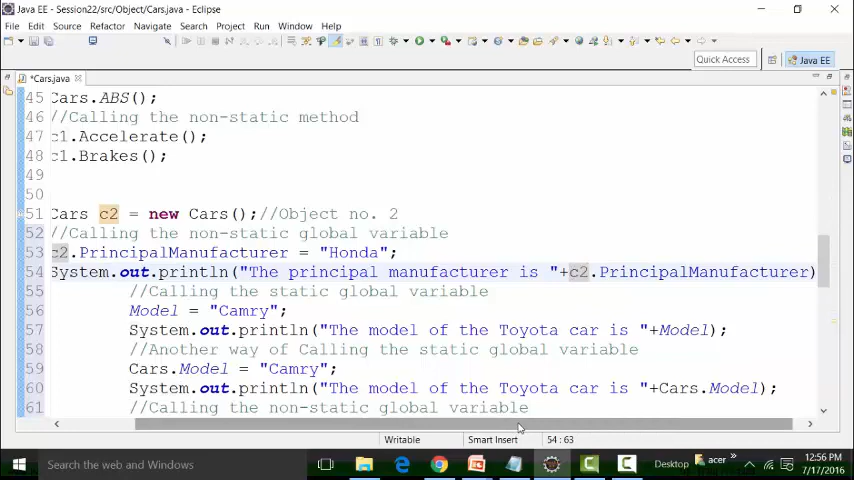 Java EE - Session22/src/Object/Cars.java - Eclipse
File Edit Source Refactor Navigate Search Project Run Window Help
Quick Access
Java EE
*Cars.java
45 Cars.ABS();
46 //Calling the non-static method
47 c1.Accelerate();
48 c1.Brakes();
49
50
51 Cars c2 = new Cars();//Object no. 2
52 //Calling the non-static global variable
53 c2.PrincipalManufacturer = "Honda";
54 System.out.println("The principal manufacturer is "+c2.PrincipalManufacturer)
55 //Calling the static global variable
56 Model = "Camry";
57 System.out.println("The model of the Toyota car is "+Model);
58 //Another way of Calling the static global variable
59 Cars.Model = "Camry";
60 System.out.println("The model of the Toyota car is "+Cars.Model);
61 //Calling the non-static global variable
Writable Smart Insert 54 : 63
Search the web and Windows
Desktop
acer
12:56 PM
7/17/2016